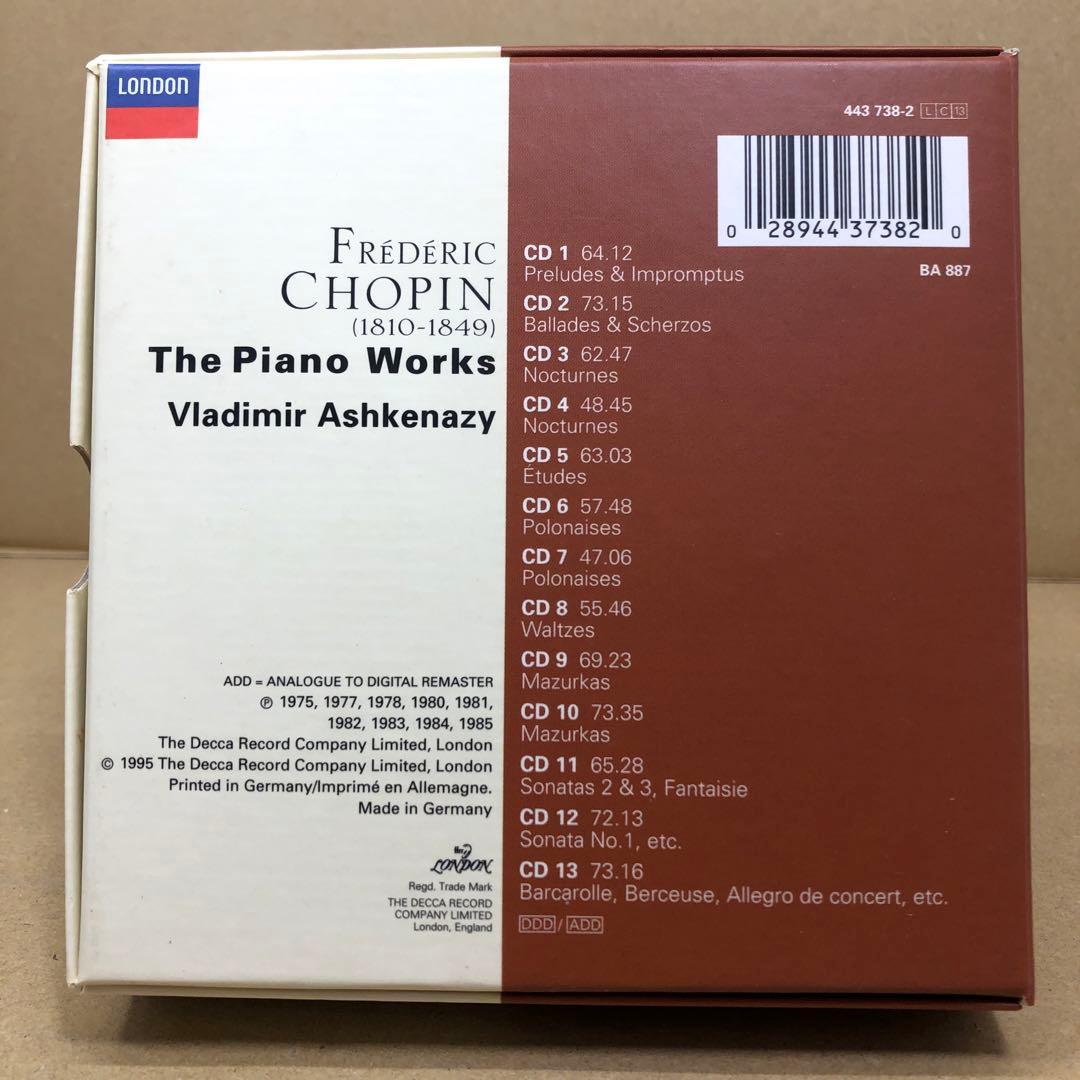 LONDON
FRÉDÉRIC
CHOPIN
(1810-1849)
The Piano Works
Vladimir Ashkenazy
ADD = ANALOGUE TO DIGITAL REMASTER
℗ 1975, 1977, 1978, 1980, 1981,
1982, 1983, 1984, 1985
The Decca Record Company Limited, London
© 1995 The Decca Record Company Limited, London
Printed in Germany/Imprimé en Allemagne.
Made in Germany
LONDON
Regd. Trade Mark
THE DECCA RECORD
COMPANY LIMITED
London, England
443 738-2 LC13
0 28944 37382 0
BA 887
CD 1 64.12
Preludes & Impromptus
CD 2 73.15
Ballades & Scherzos
CD 3 62.47
Nocturnes
CD 4 48.45
Nocturnes
CD 5 63.03
Études
CD 6 57.48
Polonaises
CD 7 47.06
Polonaises
CD 8 55.46
Waltzes
CD 9 69.23
Mazurkas
CD 10 73.35
Mazurkas
CD 11 65.28
Sonatas 2 & 3, Fantaisie
CD 12 72.13
Sonata No.1, etc.
CD 13 73.16
Barcarolle, Berceuse, Allegro de concert, etc.
DDD / ADD